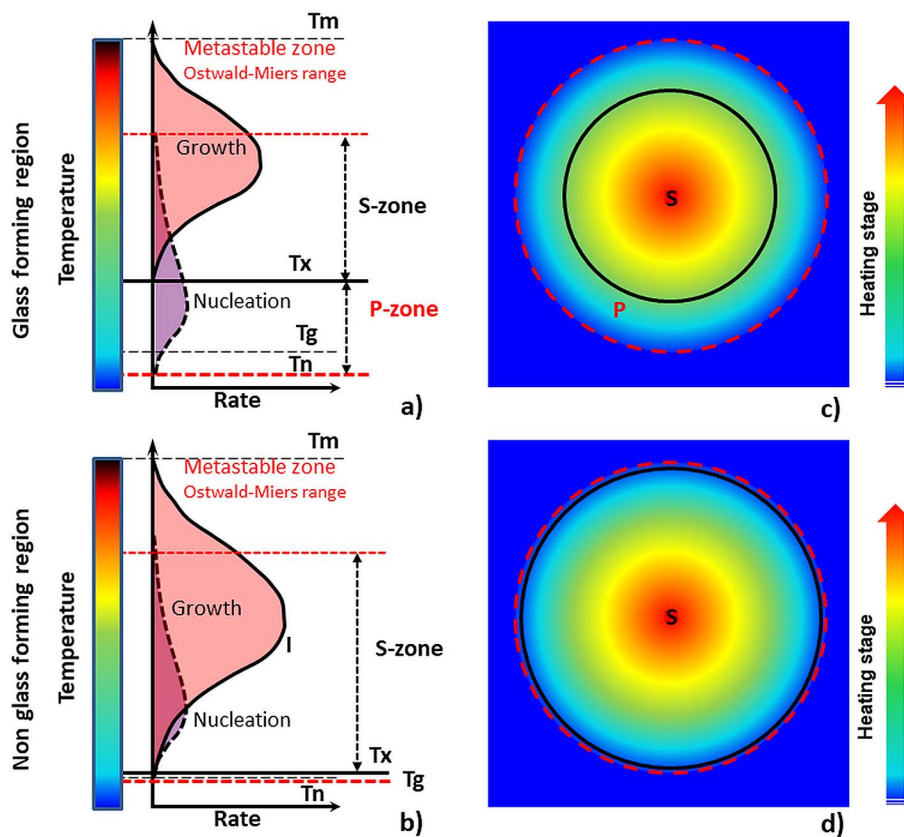 Tm
Metastable zone
Ostwald-Miers range
Growth
S-zone
Tx
Nucleation
P-zone
Tg
Tn
Rate
a)
Glass forming region
Temperature
S
P
Heating stage
c)
Tm
Metastable zone
Ostwald-Miers range
Growth
I
S-zone
Nucleation
Tx
Tg
Tn
Rate
b)
Non glass forming region
Temperature
S
Heating stage
d)